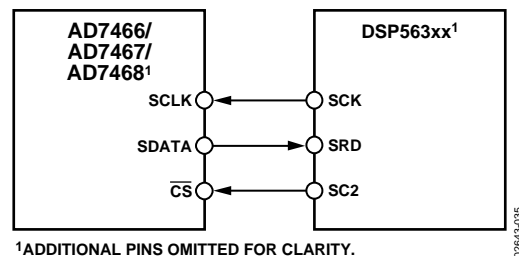 AD7466/
AD7467/
AD7468¹
DSP563xx¹
SCLK
SCK
SDATA
SRD
CS
SC2
¹ADDITIONAL PINS OMITTED FOR CLARITY.
02643-035